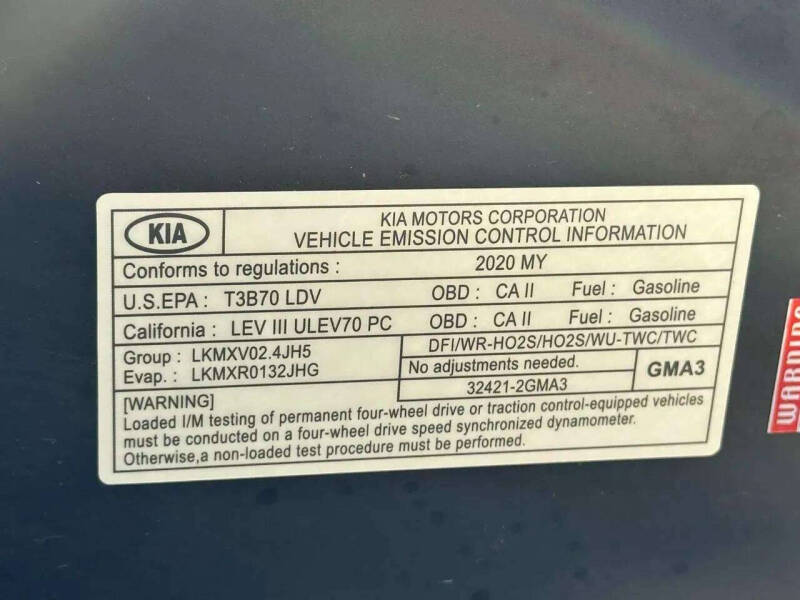 KIA
KIA MOTORS CORPORATION
VEHICLE EMISSION CONTROL INFORMATION
Conforms to regulations : 2020 MY
U.S.EPA : T3B70 LDV OBD : CA II Fuel : Gasoline
California : LEV III ULEV70 PC OBD : CA II Fuel : Gasoline
Group : LKMXV02.4JH5
Evap. : LKMXR0132JHG
DFI/WR-HO2S/HO2S/WU-TWC/TWC
No adjustments needed.
32421-2GMA3
GMA3
[WARNING]
Loaded I/M testing of permanent four-wheel drive or traction control-equipped vehicles
must be conducted on a four-wheel drive speed synchronized dynamometer.
Otherwise,a non-loaded test procedure must be performed.
WARNING